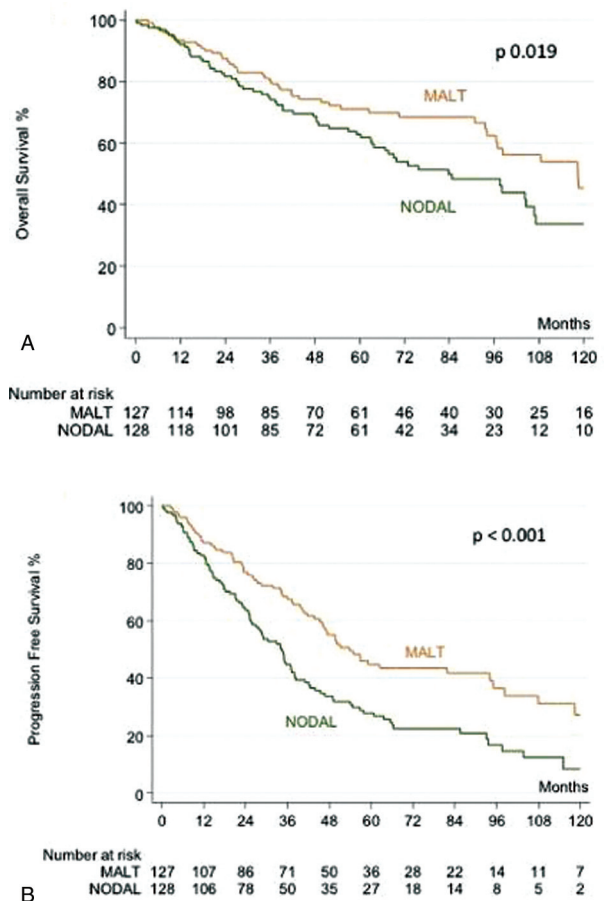 100
p 0.019
80
MALT
60
Overall Survival %
NODAL
40
20
Months
0
A
0 12 24 36 48 60 72 84 96 108 120
Number at risk
MALT 127 114 98 85 70 61 46 40 30 25 16
NODAL 128 118 101 85 72 61 42 34 23 12 10
100
p < 0.001
80
60
MALT
Progression Free Survival %
40
NODAL
20
Months
0
0 12 24 36 48 60 72 84 96 108 120
Number at risk
MALT 127 107 86 71 50 36 28 22 14 11 7
NODAL 128 106 78 50 35 27 18 14 8 5 2
B